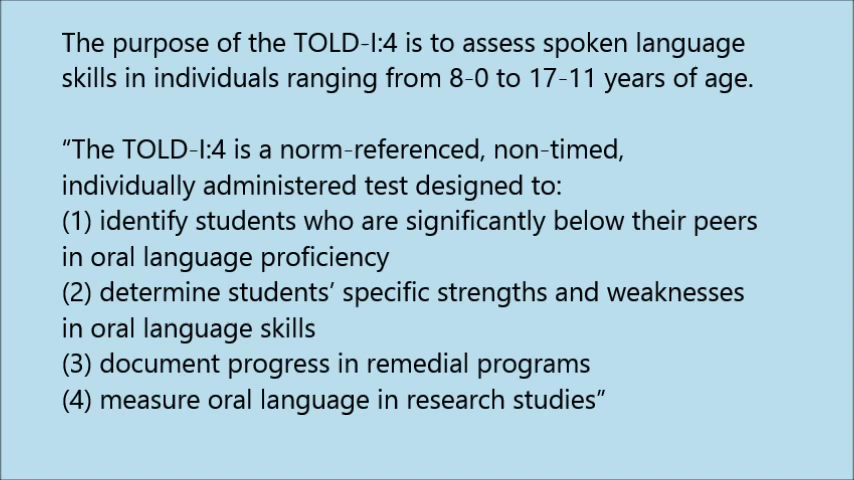 The purpose of the TOLD-I:4 is to assess spoken language
skills in individuals ranging from 8-0 to 17-11 years of age.
“The TOLD-I:4 is a norm-referenced, non-timed,
individually administered test designed to:
(1) identify students who are significantly below their peers
in oral language proficiency
(2) determine students’ specific strengths and weaknesses
in oral language skills
(3) document progress in remedial programs
(4) measure oral language in research studies”